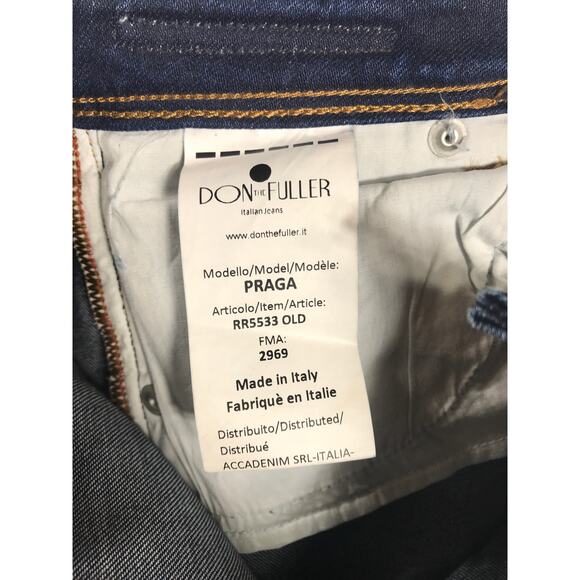 DON THE FULLER
Italian Jeans
www.donthefuller.it
Modello/Model/Modèle:
PRAGA
Articolo/Item/Article:
RR5533 OLD
FMA:
2969
Made in Italy
Fabriquè en Italie
Distribuito/Distributed/
Distribué
ACCADENIM SRL-ITALIA-